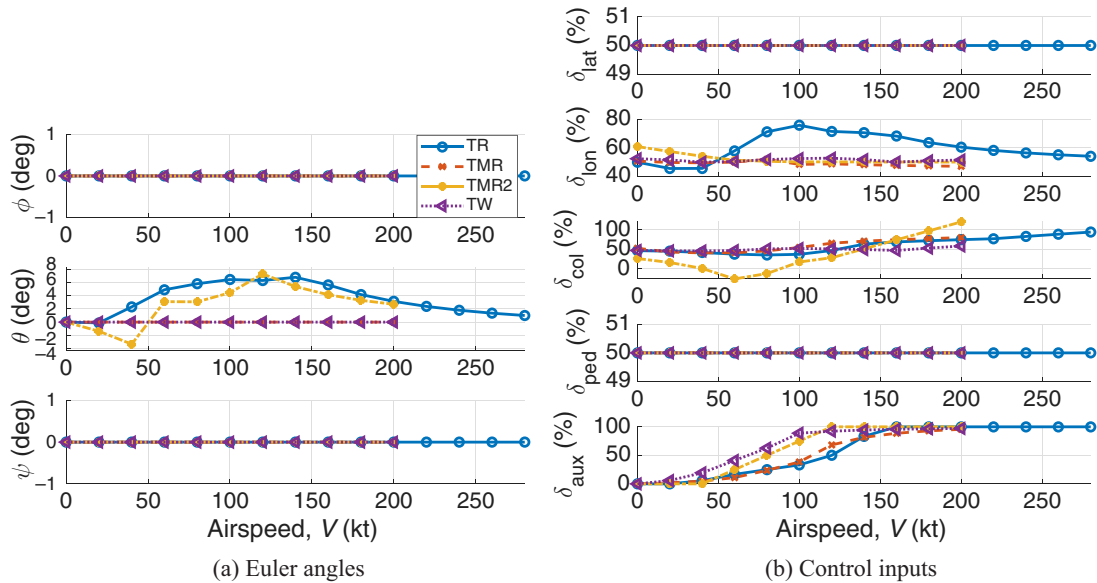 1
0
-1
ϕ (deg)
0 50 100 150 200 250
TR
TMR
TMR2
TW
8
6
4
2
0
-2
-4
θ (deg)
0 50 100 150 200 250
1
0
-1
ψ (deg)
0 50 100 150 200 250
Airspeed, V (kt)
(a) Euler angles
51
50
49
δlat (%)
0 50 100 150 200 250
80
60
40
δlon (%)
0 50 100 150 200 250
100
50
0
δcol (%)
0 50 100 150 200 250
51
50
49
δped (%)
0 50 100 150 200 250
100
50
0
δaux (%)
0 50 100 150 200 250
Airspeed, V (kt)
(b) Control inputs